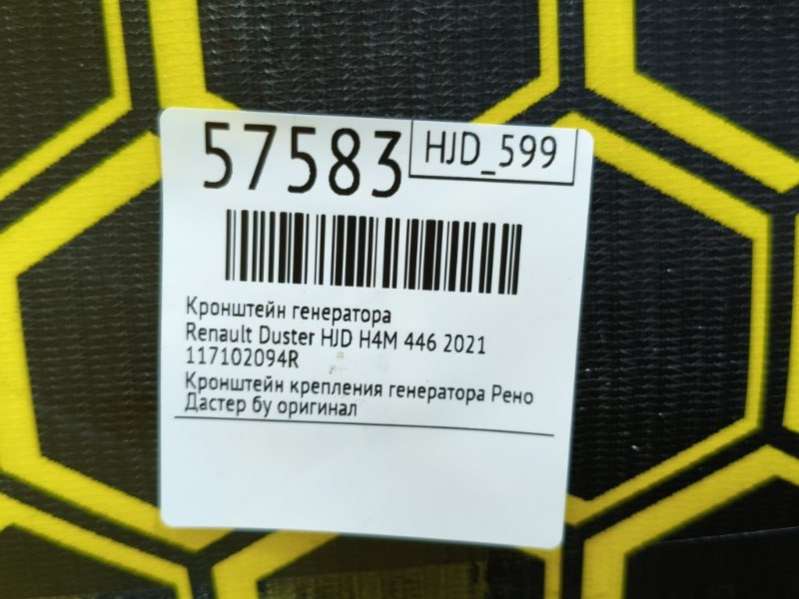 57583 HJD_599
Кронштейн генератора
Renault Duster HJD H4M 446 2021
117102094R
Кронштейн крепления генератора Рено
Дастер бу оригинал